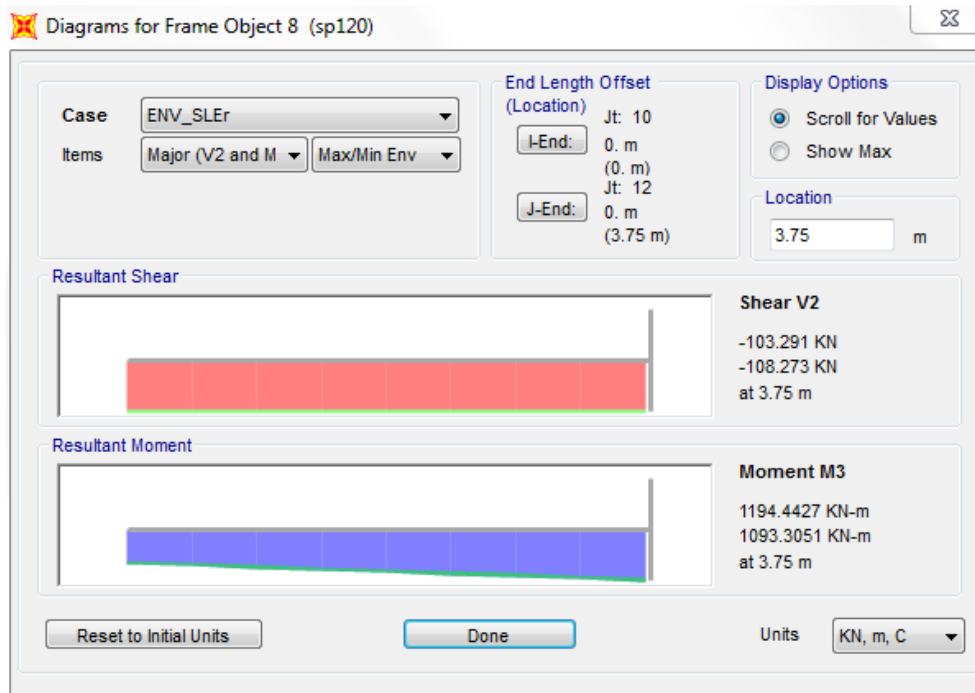 Diagrams for Frame Object 8 (sp120)
Case
ENV_SLEr
Items
Major (V2 and M
Max/Min Env
End Length Offset
(Location)
Jt: 10
I-End:
0. m
(0. m)
Jt: 12
J-End:
0. m
(3.75 m)
Display Options
Scroll for Values
Show Max
Location
3.75
m
Resultant Shear
Shear V2
-103.291 KN
-108.273 KN
at 3.75 m
Resultant Moment
Moment M3
1194.4427 KN-m
1093.3051 KN-m
at 3.75 m
Reset to Initial Units
Done
Units
KN, m, C